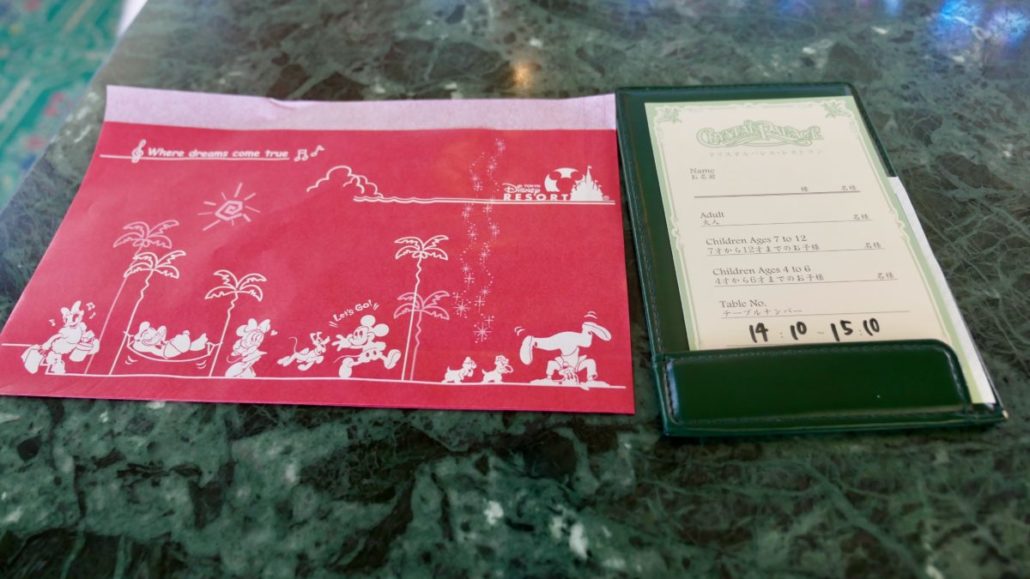 Where dreams come true
Let's Go!
TOKYO
Disney
RESORT
CRYSTAL PALACE
クリスタルパレス・レストラン
Name
お名前
様 名様
Adult
大人 名様
Children Ages 7 to 12
7才から12才までのお子様 名様
Children Ages 4 to 6
4才から6才までのお子様 名様
Table No.
テーブルナンバー
14:10 - 15:10